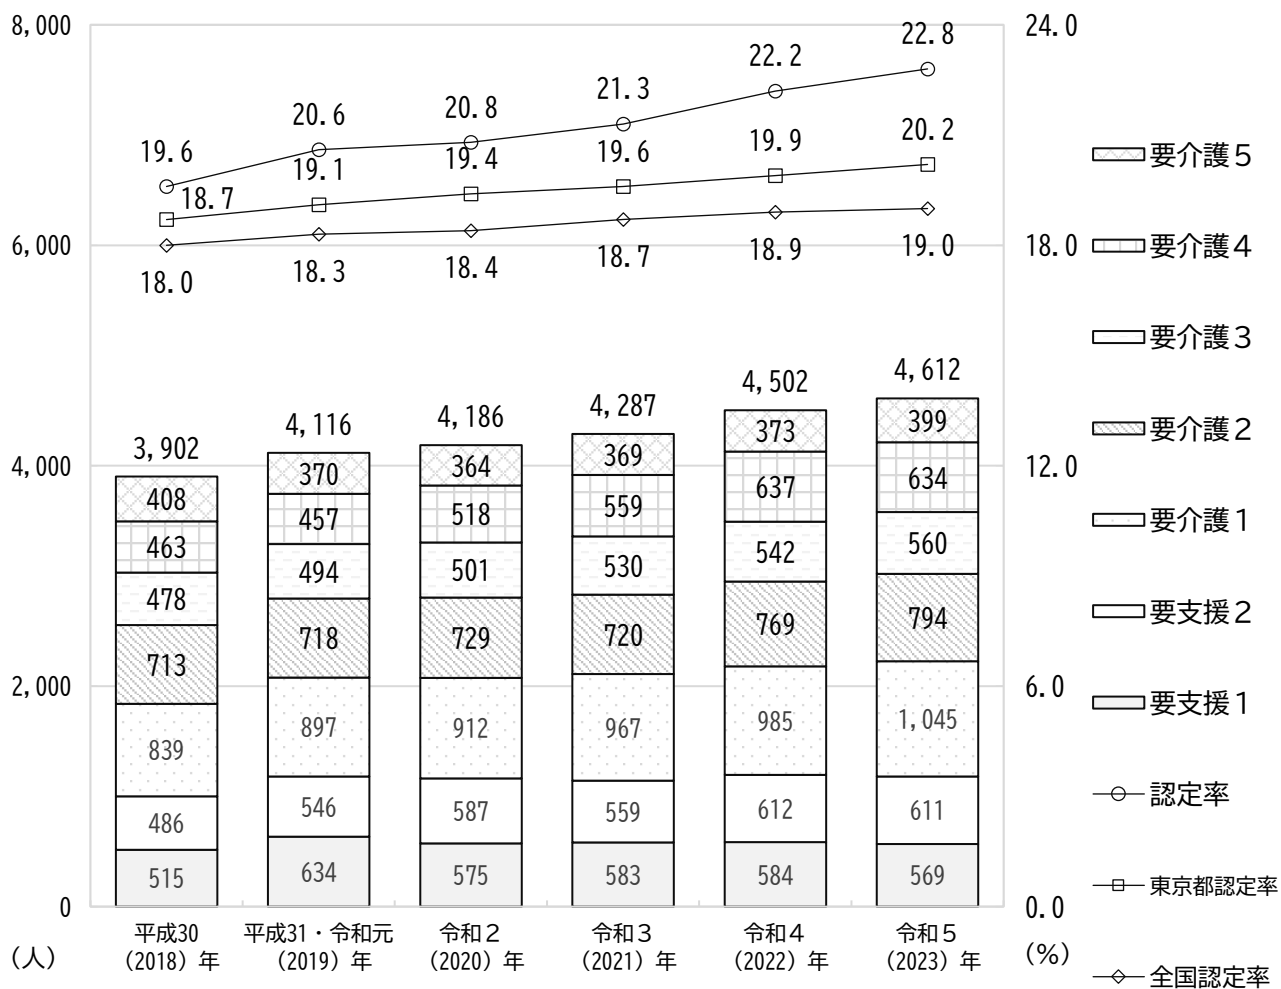 8,000
6,000
4,000
2,000
0
(人)
24.0
18.0
12.0
6.0
0.0
(%)
19.6 20.6 20.8 21.3 22.2 22.8
18.7 19.1 19.4 19.6 19.9 20.2
18.0 18.3 18.4 18.7 18.9 19.0
3,902 4,116 4,186 4,287 4,502 4,612
408 370 364 369 373 399
463 457 518 559 637 634
478 494 501 530 542 560
713 718 729 720 769 794
839 897 912 967 985 1,045
486 546 587 559 612 611
515 634 575 583 584 569
平成30 平成31・令和元 令和2 令和3 令和4 令和5
(2018)年 (2019)年 (2020)年 (2021)年 (2022)年 (2023)年
要介護5
要介護4
要介護3
要介護2
要介護1
要支援2
要支援1
認定率
東京都認定率
全国認定率